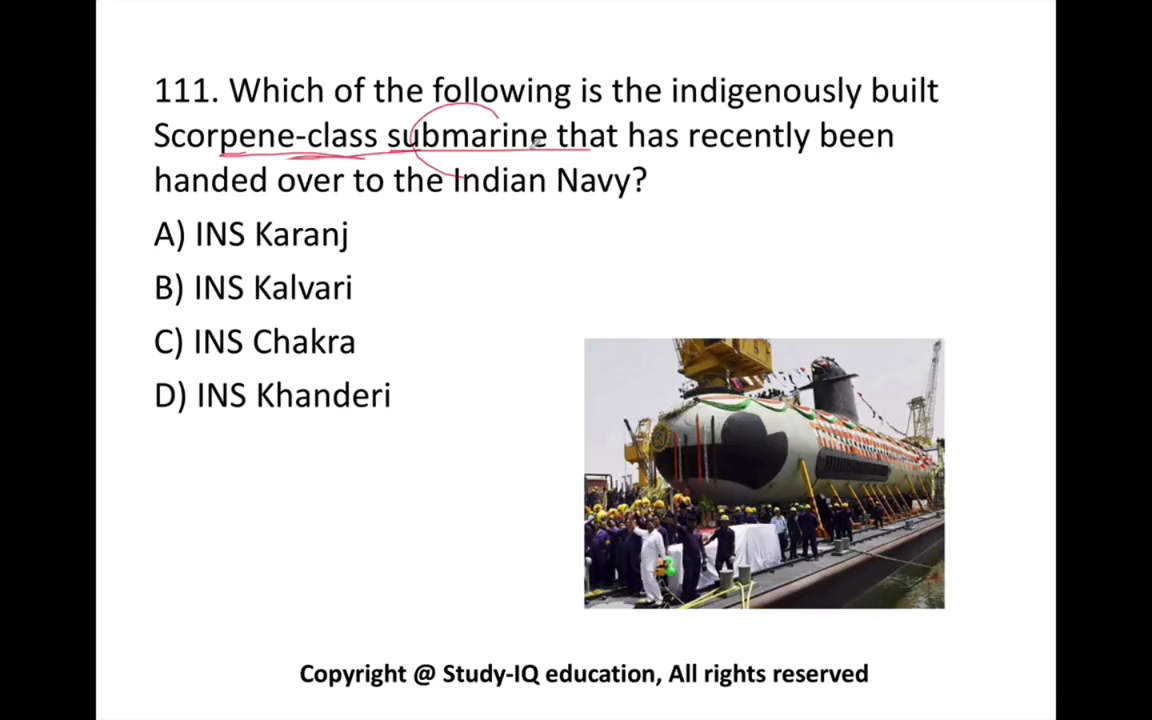 111. Which of the following is the indigenously built
Scorpene-class submarine that has recently been
handed over to the Indian Navy?
A) INS Karanj
B) INS Kalvari
C) INS Chakra
D) INS Khanderi
Copyright @ Study-IQ education, All rights reserved